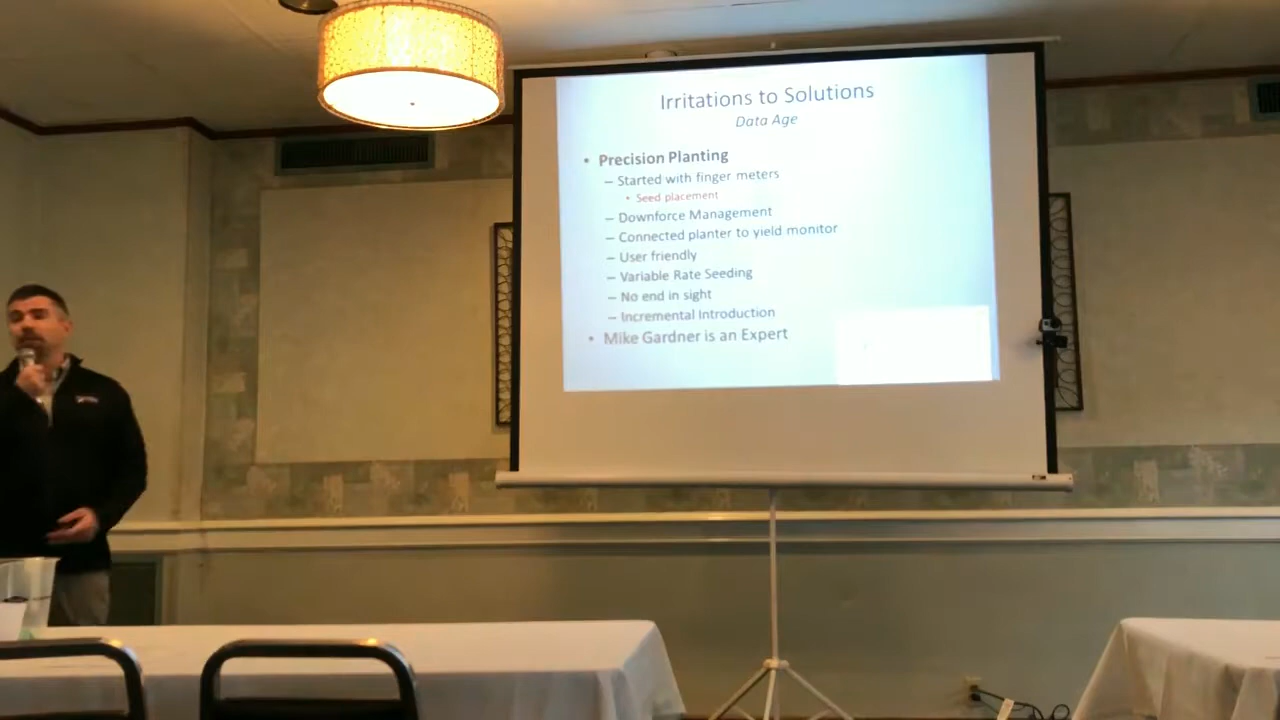 Irritations to Solutions
Data Age
• Precision Planting
– Started with finger meters
• Seed placement
– Downforce Management
– Connected planter to yield monitor
– User friendly
– Variable Rate Seeding
– No end in sight
– Incremental Introduction
• Mike Gardner is an Expert